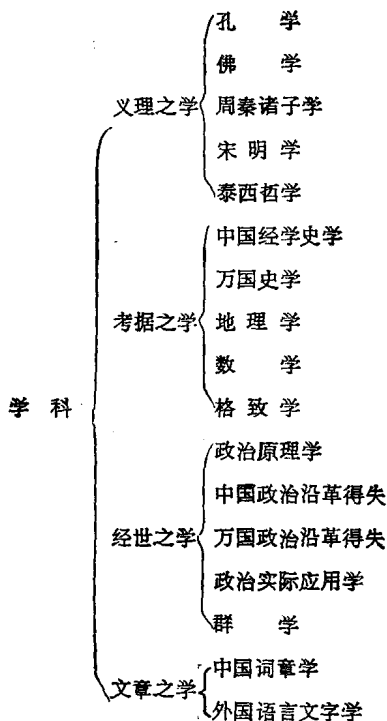 学科
义理之学
孔学
佛学
周秦诸子学
宋明学
泰西哲学
考据之学
中国经学史学
万国史学
地理学
数学
格致学
经世之学
政治原理学
中国政治沿革得失
万国政治沿革得失
政治实际应用学
群学
文章之学
中国词章学
外国语言文字学